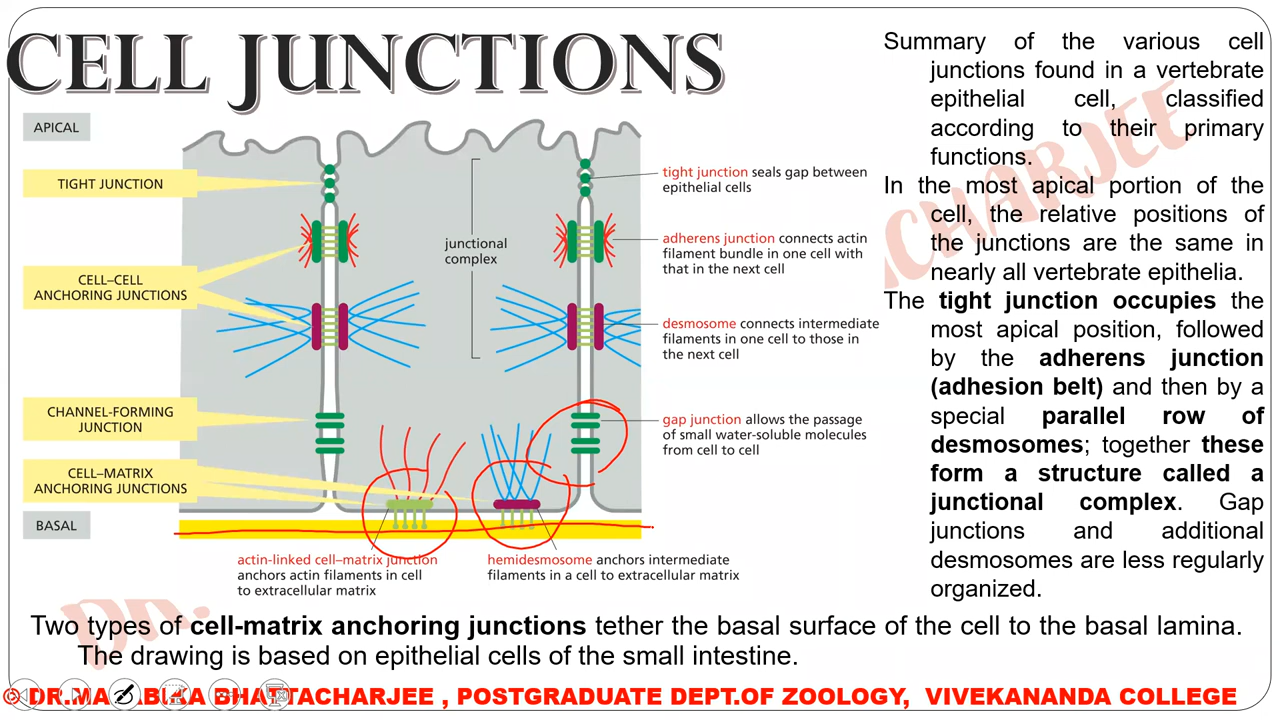 CELL JUNCTIONS
APICAL
TIGHT JUNCTION
CELL–CELL
ANCHORING JUNCTIONS
CHANNEL-FORMING
JUNCTION
CELL–MATRIX
ANCHORING JUNCTIONS
BASAL
junctional
complex
tight junction seals gap between
epithelial cells
adherens junction connects actin
filament bundle in one cell with
that in the next cell
desmosome connects intermediate
filaments in one cell to those in
the next cell
gap junction allows the passage
of small water-soluble molecules
from cell to cell
actin-linked cell–matrix junction
anchors actin filaments in cell
to extracellular matrix
hemidesmosome anchors intermediate
filaments in a cell to extracellular matrix
Summary of the various cell
junctions found in a vertebrate
epithelial cell, classified
according to their primary
functions.
In the most apical portion of the
cell, the relative positions of
the junctions are the same in
nearly all vertebrate epithelia.
The tight junction occupies the
most apical position, followed
by the adherens junction
(adhesion belt) and then by a
special parallel row of
desmosomes; together these
form a structure called a
junctional complex. Gap
junctions and additional
desmosomes are less regularly
organized.
Two types of cell-matrix anchoring junctions tether the basal surface of the cell to the basal lamina.
The drawing is based on epithelial cells of the small intestine.
DR.
CHARJEE
© DR. , POSTGRADUATE DEPT.OF ZOOLOGY, VIVEKANANDA COLLEGE